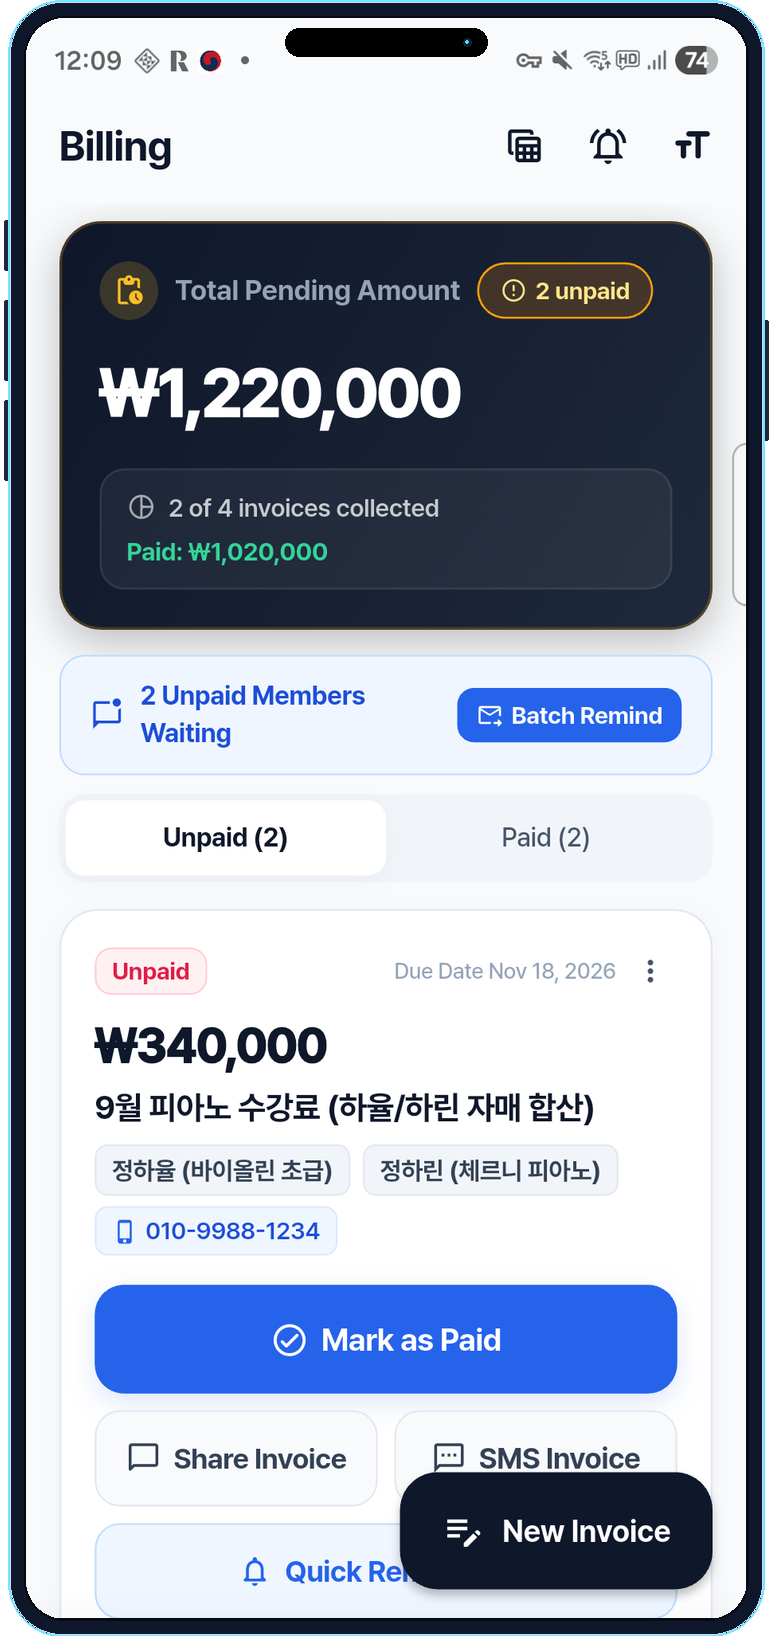 12:09
HD
74
Billing
Total Pending Amount
2 unpaid
₩1,220,000
2 of 4 invoices collected
Paid: ₩1,020,000
2 Unpaid Members
Waiting
Batch Remind
Unpaid (2)
Paid (2)
Unpaid
Due Date Nov 18, 2026
₩340,000
9월 피아노 수강료 (하율/하린 자매 합산)
정하율 (바이올린 초급)
정하린 (체르니 피아노)
010-9988-1234
Mark as Paid
Share Invoice
SMS Invoice
New Invoice
Quick